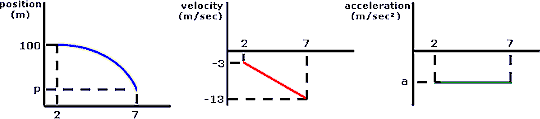 position
(m)
100
p
2
7
velocity
(m/sec)
2
7
-3
-13
acceleration
(m/sec²)
2
7
a